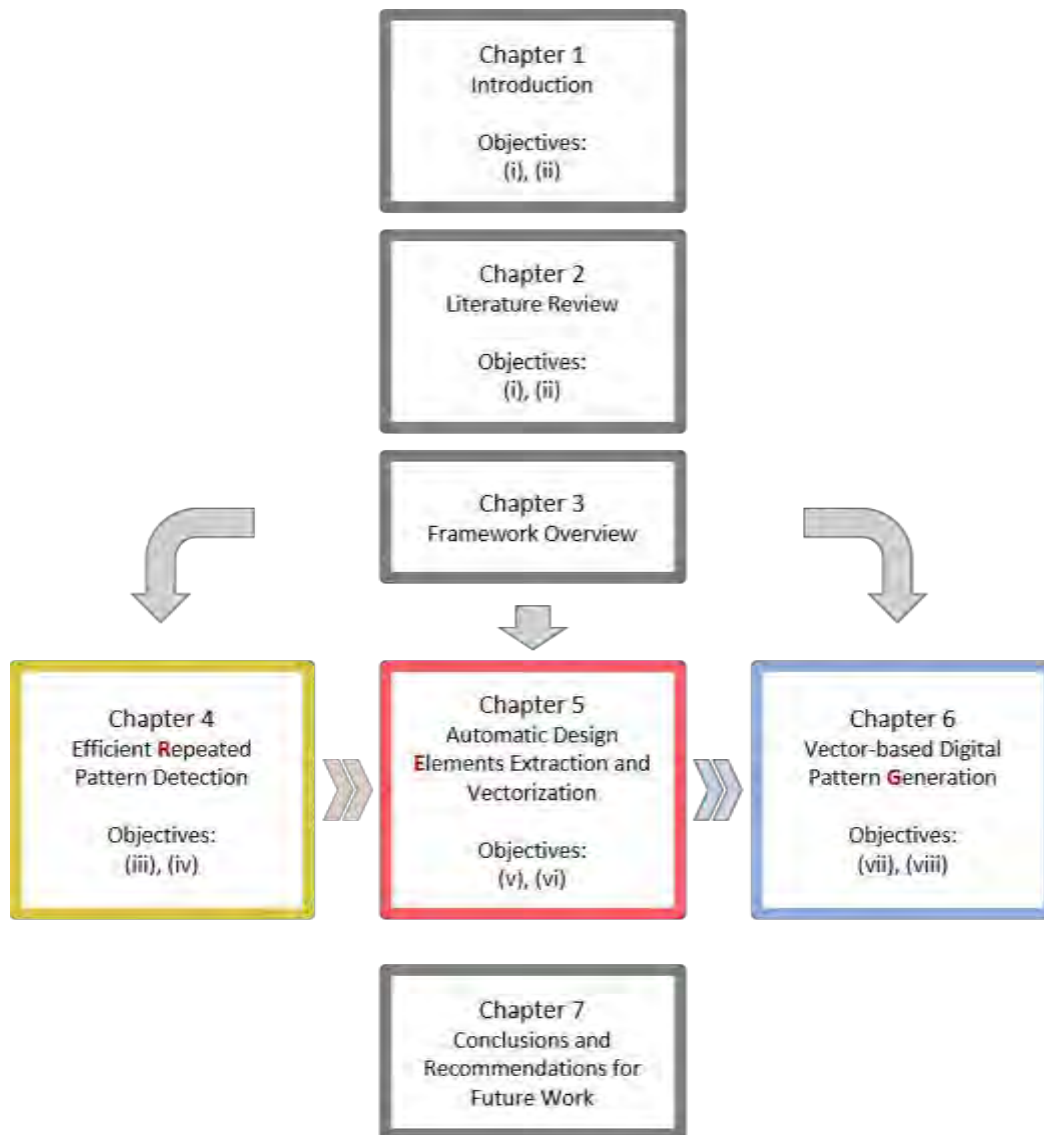 Chapter 1
Introduction
Objectives:
(i), (ii)
Chapter 2
Literature Review
Objectives:
(i), (ii)
Chapter 3
Framework Overview
Chapter 4
Efficient Repeated
Pattern Detection
Objectives:
(iii), (iv)
Chapter 5
Automatic Design
Elements Extraction and
Vectorization
Objectives:
(v), (vi)
Chapter 6
Vector-based Digital
Pattern Generation
Objectives:
(vii), (viii)
Chapter 7
Conclusions and
Recommendations for
Future Work